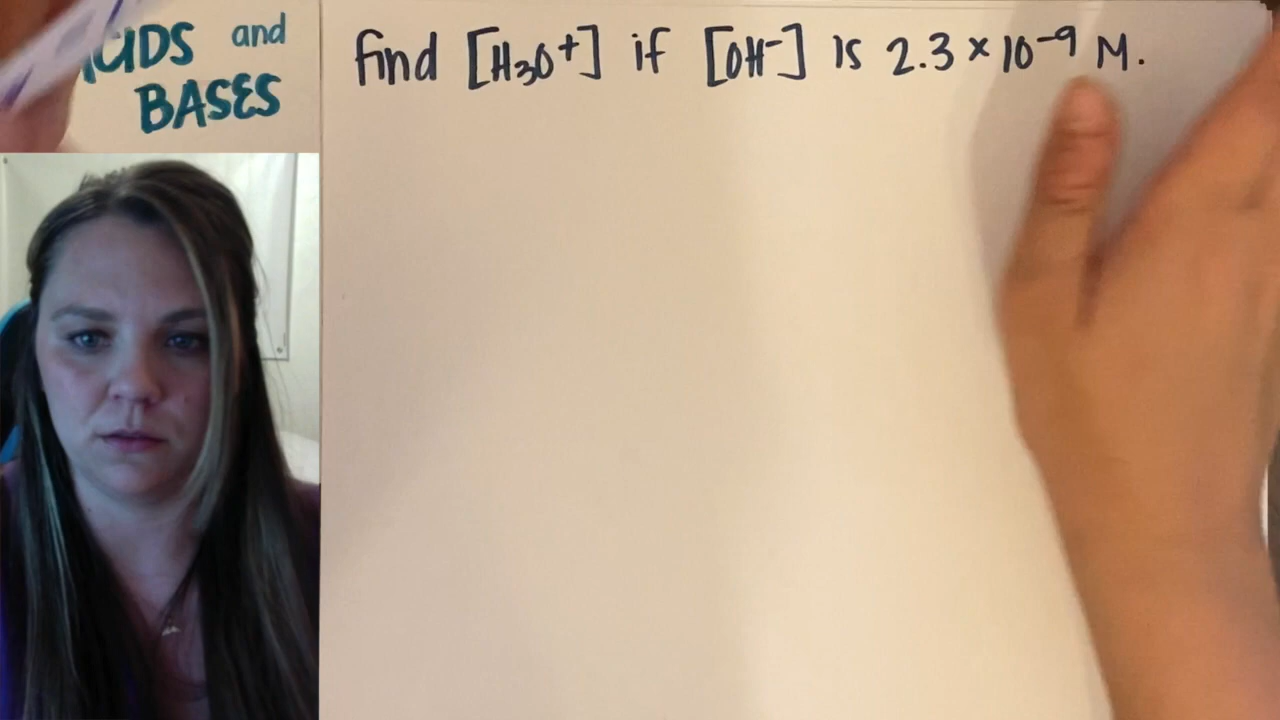 ACIDS and
BASES
find [H₃O⁺] if [OH⁻] is 2.3 × 10⁻⁹ M.